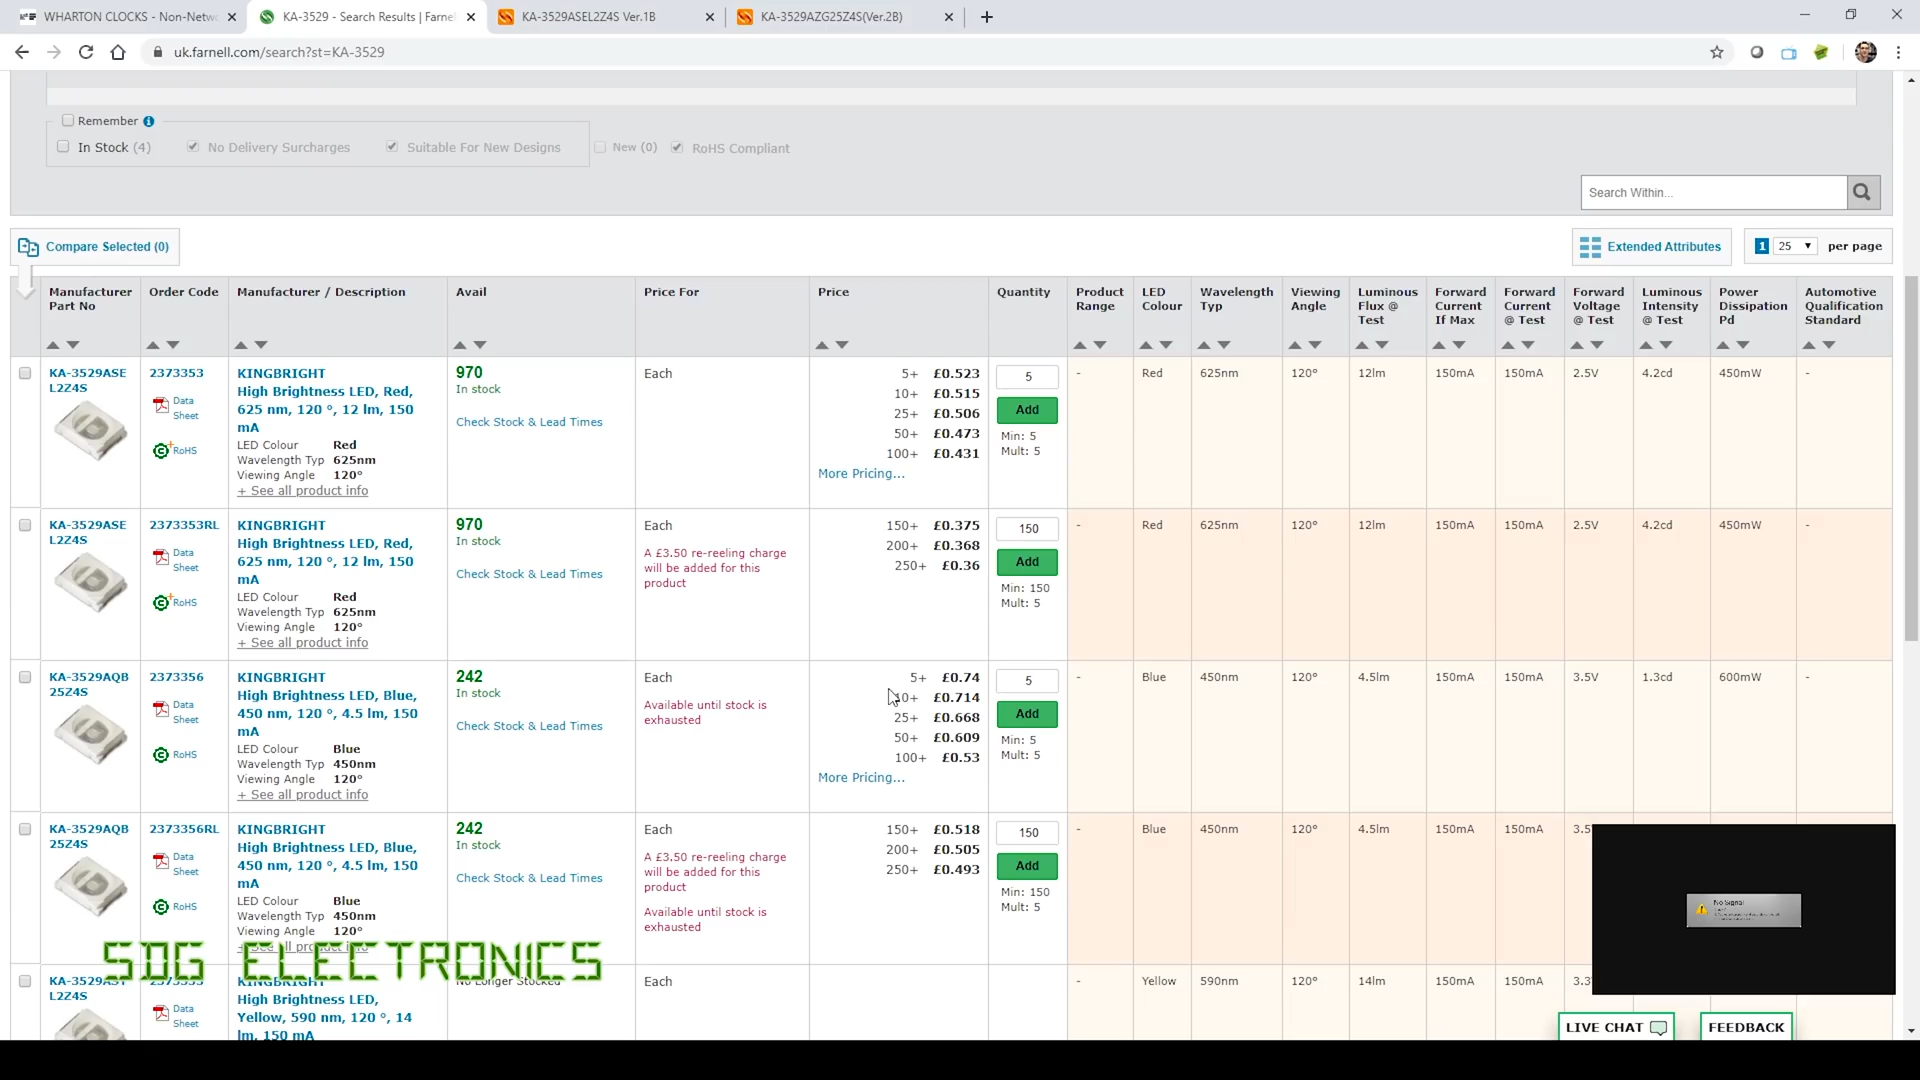 WHARTON CLOCKS - Non-Netw
KA-3529 - Search Results | Farnel
KA-3529ASEL2Z4S Ver.1B
KA-3529AZG25Z4S(Ver.2B)
uk.farnell.com/search?st=KA-3529
Remember
In Stock (4)
No Delivery Surcharges
Suitable For New Designs
New (0)
RoHS Compliant
Search Within...
Compare Selected (0)
Extended Attributes
1 25 per page
Manufacturer Part No
Order Code
Manufacturer / Description
Avail
Price For
Price
Quantity
Product Range
LED Colour
Wavelength Typ
Viewing Angle
Luminous Flux @ Test
Forward Current If Max
Forward Current @ Test
Forward Voltage @ Test
Luminous Intensity @ Test
Power Dissipation Pd
Automotive Qualification Standard
KA-3529ASE
L2Z4S
2373353
Data
Sheet
RoHS
KINGBRIGHT
High Brightness LED, Red,
625 nm, 120 °, 12 lm, 150
mA
LED Colour Red
Wavelength Typ 625nm
Viewing Angle 120°
+ See all product info
970
In stock
Check Stock & Lead Times
Each
5+ £0.523
10+ £0.515
25+ £0.506
50+ £0.473
100+ £0.431
More Pricing...
5
Add
Min: 5
Mult: 5
- Red 625nm 120° 12lm 150mA 150mA 2.5V 4.2cd 450mW -
KA-3529ASE
L2Z4S
2373353RL
Data
Sheet
RoHS
KINGBRIGHT
High Brightness LED, Red,
625 nm, 120 °, 12 lm, 150
mA
LED Colour Red
Wavelength Typ 625nm
Viewing Angle 120°
+ See all product info
970
In stock
Check Stock & Lead Times
Each
A £3.50 re-reeling charge
will be added for this
product
150+ £0.375
200+ £0.368
250+ £0.36
150
Add
Min: 150
Mult: 5
- Red 625nm 120° 12lm 150mA 150mA 2.5V 4.2cd 450mW -
KA-3529AQB
25Z4S
2373356
Data
Sheet
RoHS
KINGBRIGHT
High Brightness LED, Blue,
450 nm, 120 °, 4.5 lm, 150
mA
LED Colour Blue
Wavelength Typ 450nm
Viewing Angle 120°
+ See all product info
242
In stock
Check Stock & Lead Times
Each
Available until stock is
exhausted
5+ £0.74
10+ £0.714
25+ £0.668
50+ £0.609
100+ £0.53
More Pricing...
5
Add
Min: 5
Mult: 5
- Blue 450nm 120° 4.5lm 150mA 150mA 3.5V 1.3cd 600mW -
KA-3529AQB
25Z4S
2373356RL
Data
Sheet
RoHS
KINGBRIGHT
High Brightness LED, Blue,
450 nm, 120 °, 4.5 lm, 150
mA
LED Colour Blue
Wavelength Typ 450nm
Viewing Angle 120°
+ See all product info
242
In stock
Check Stock & Lead Times
Each
A £3.50 re-reeling charge
will be added for this
product
Available until stock is
exhausted
150+ £0.518
200+ £0.505
250+ £0.493
150
Add
Min: 150
Mult: 5
- Blue 450nm 120° 4.5lm 150mA 150mA 3.5
SDG ELECTRONICS
No Signal
L2Z4S
Data
Sheet
KINGBRIGHT
High Brightness LED,
Yellow, 590 nm, 120 °, 14
lm, 150 mA
No Longer Stocked
Each
- Yellow 590nm 120° 14lm 150mA 150mA 3.3
LIVE CHAT
FEEDBACK